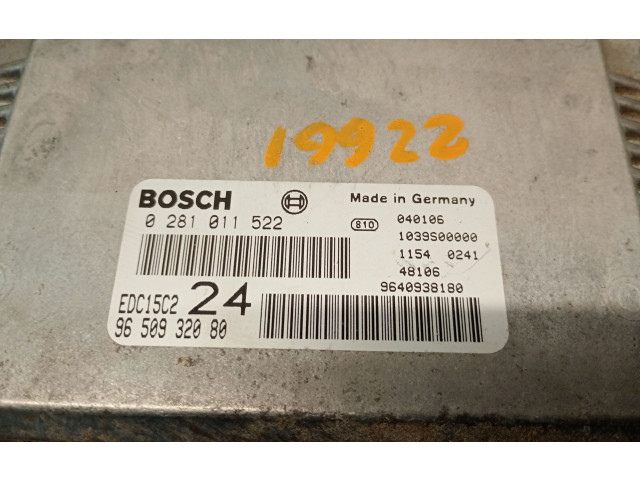 19922
BOSCH
Made in Germany
0 281 011 522
810
040106
1039S00000
1154 0241
48106
9640938180
EDC15C2 24
96 509 320 80